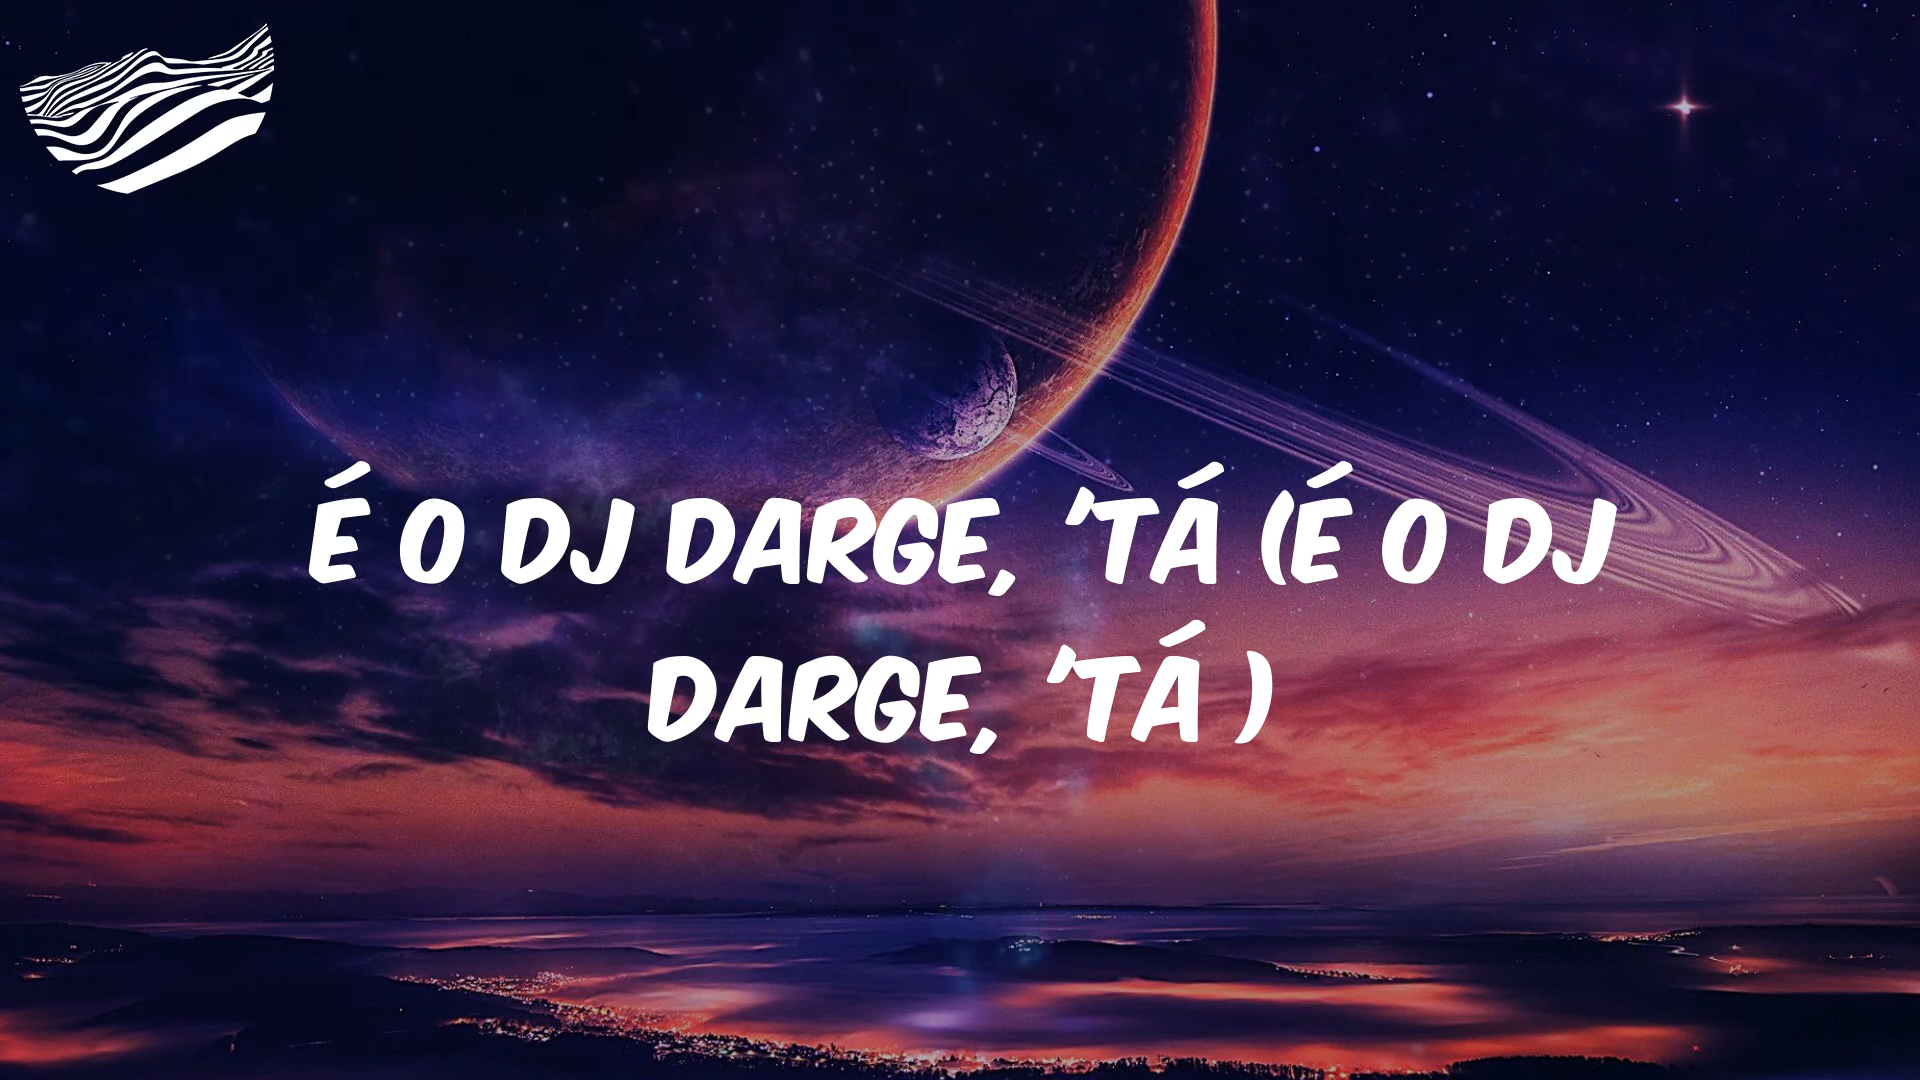 É O DJ DARGE, 'TÁ (É O DJ
DARGE, 'TÁ )